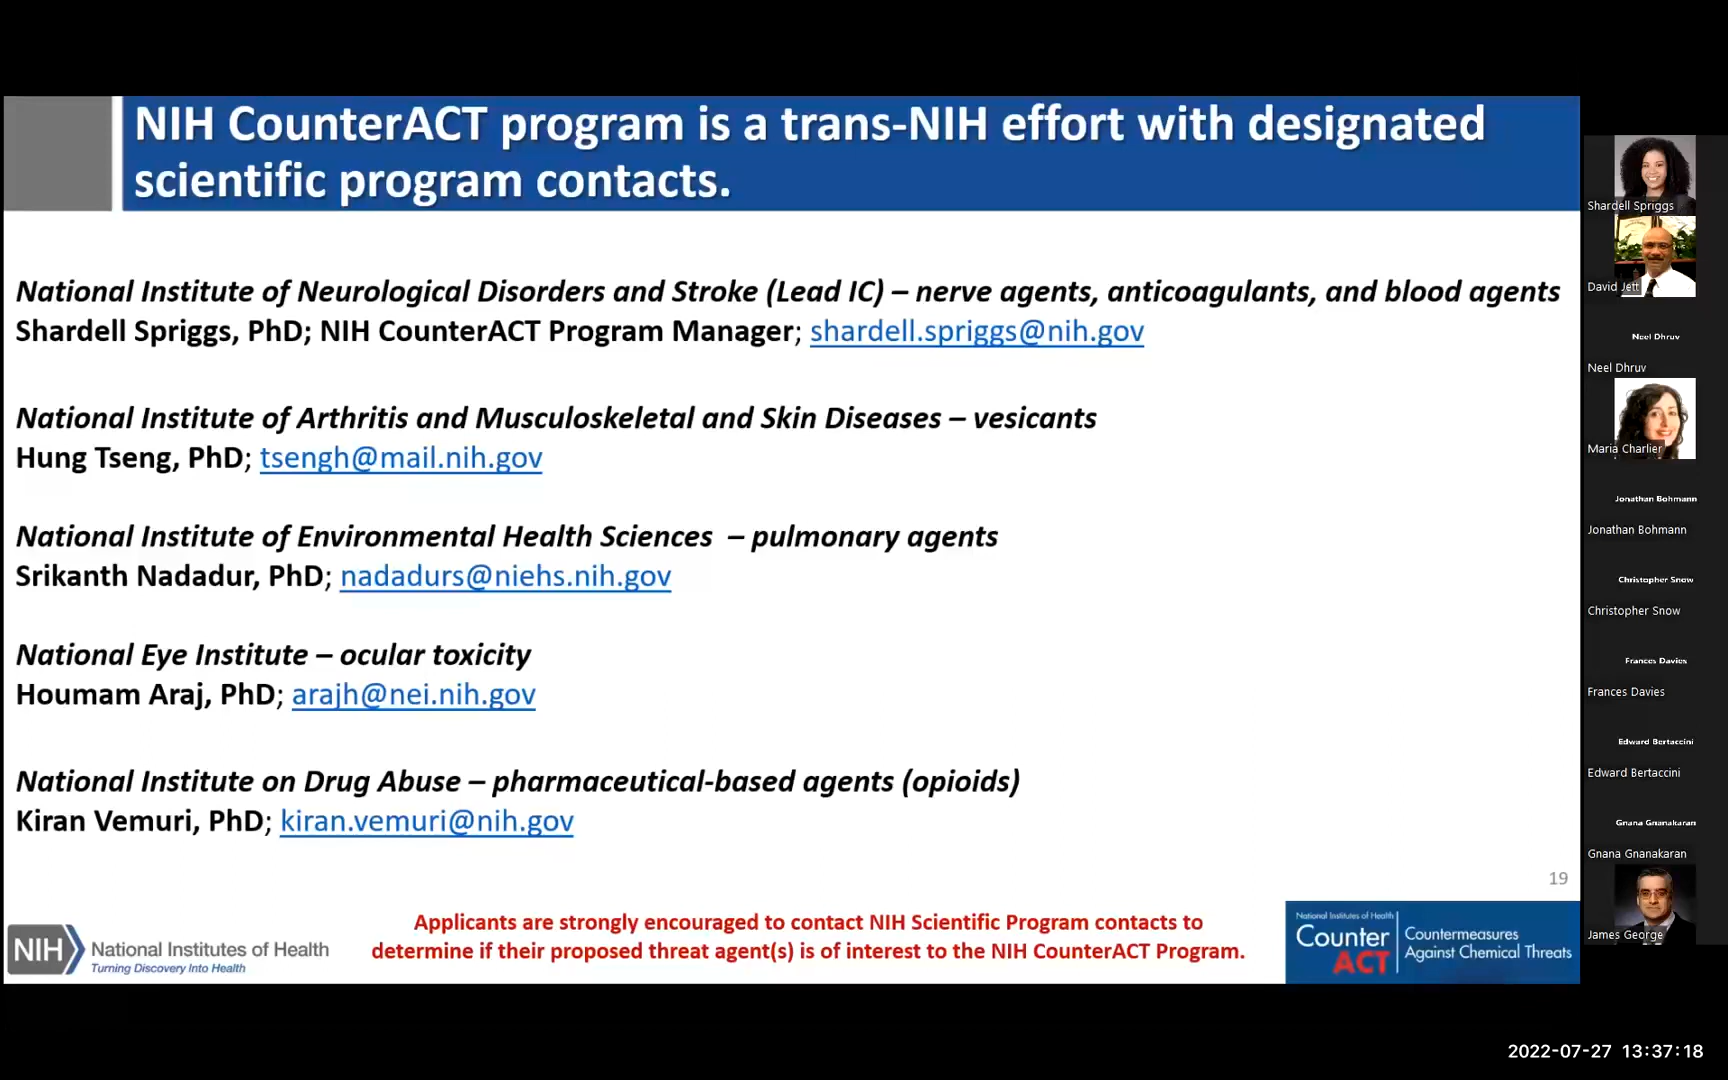 NIH CounterACT program is a trans-NIH effort with designated
scientific program contacts.
National Institute of Neurological Disorders and Stroke (Lead IC) – nerve agents, anticoagulants, and blood agents
Shardell Spriggs, PhD; NIH CounterACT Program Manager; shardell.spriggs@nih.gov
National Institute of Arthritis and Musculoskeletal and Skin Diseases – vesicants
Hung Tseng, PhD; tsengh@mail.nih.gov
National Institute of Environmental Health Sciences – pulmonary agents
Srikanth Nadadur, PhD; nadadurs@niehs.nih.gov
National Eye Institute – ocular toxicity
Houmam Araj, PhD; arajh@nei.nih.gov
National Institute on Drug Abuse – pharmaceutical-based agents (opioids)
Kiran Vemuri, PhD; kiran.vemuri@nih.gov
19
NIH National Institutes of Health
Turning Discovery Into Health
Applicants are strongly encouraged to contact NIH Scientific Program contacts to
determine if their proposed threat agent(s) is of interest to the NIH CounterACT Program.
National Institutes of Health
Counter
ACT
Countermeasures
Against Chemical Threats
Shardell Spriggs
David Jett
Neel Dhruv
Neel Dhruv
Maria Charlier
Jonathan Bohmann
Jonathan Bohmann
Christopher Snow
Christopher Snow
Frances Davies
Frances Davies
Edward Bertaccini
Edward Bertaccini
Gnana Gnanakaran
Gnana Gnanakaran
James George
2022-07-27 13:37:18